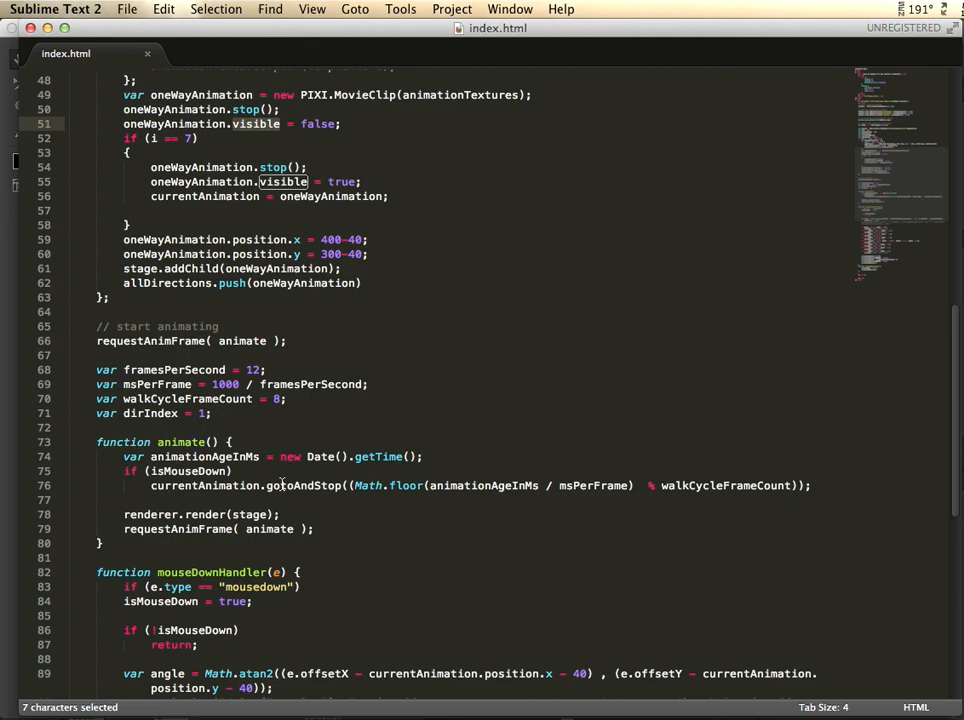 Sublime Text 2 File Edit Selection Find View Goto Tools Project Window Help 191°
index.html UNREGISTERED
index.html ×
48 };
49 var oneWayAnimation = new PIXI.MovieClip(animationTextures);
50 oneWayAnimation.stop();
51 oneWayAnimation.visible = false;
52 if (i == 7)
53 {
54 oneWayAnimation.stop();
55 oneWayAnimation.visible = true;
56 currentAnimation = oneWayAnimation;
57
58 }
59 oneWayAnimation.position.x = 400-40;
60 oneWayAnimation.position.y = 300-40;
61 stage.addChild(oneWayAnimation);
62 allDirections.push(oneWayAnimation)
63 };
64
65 // start animating
66 requestAnimFrame( animate );
67
68 var framesPerSecond = 12;
69 var msPerFrame = 1000 / framesPerSecond;
70 var walkCycleFrameCount = 8;
71 var dirIndex = 1;
72
73 function animate() {
74 var animationAgeInMs = new Date().getTime();
75 if (isMouseDown)
76 currentAnimation.gotoAndStop((Math.floor(animationAgeInMs / msPerFrame) % walkCycleFrameCount));
77
78 renderer.render(stage);
79 requestAnimFrame( animate );
80 }
81
82 function mouseDownHandler(e) {
83 if (e.type == "mousedown")
84 isMouseDown = true;
85
86 if (!isMouseDown)
87 return;
88
89 var angle = Math.atan2((e.offsetX - currentAnimation.position.x - 40) , (e.offsetY - currentAnimation.
position.y - 40));
7 characters selected Tab Size: 4 HTML